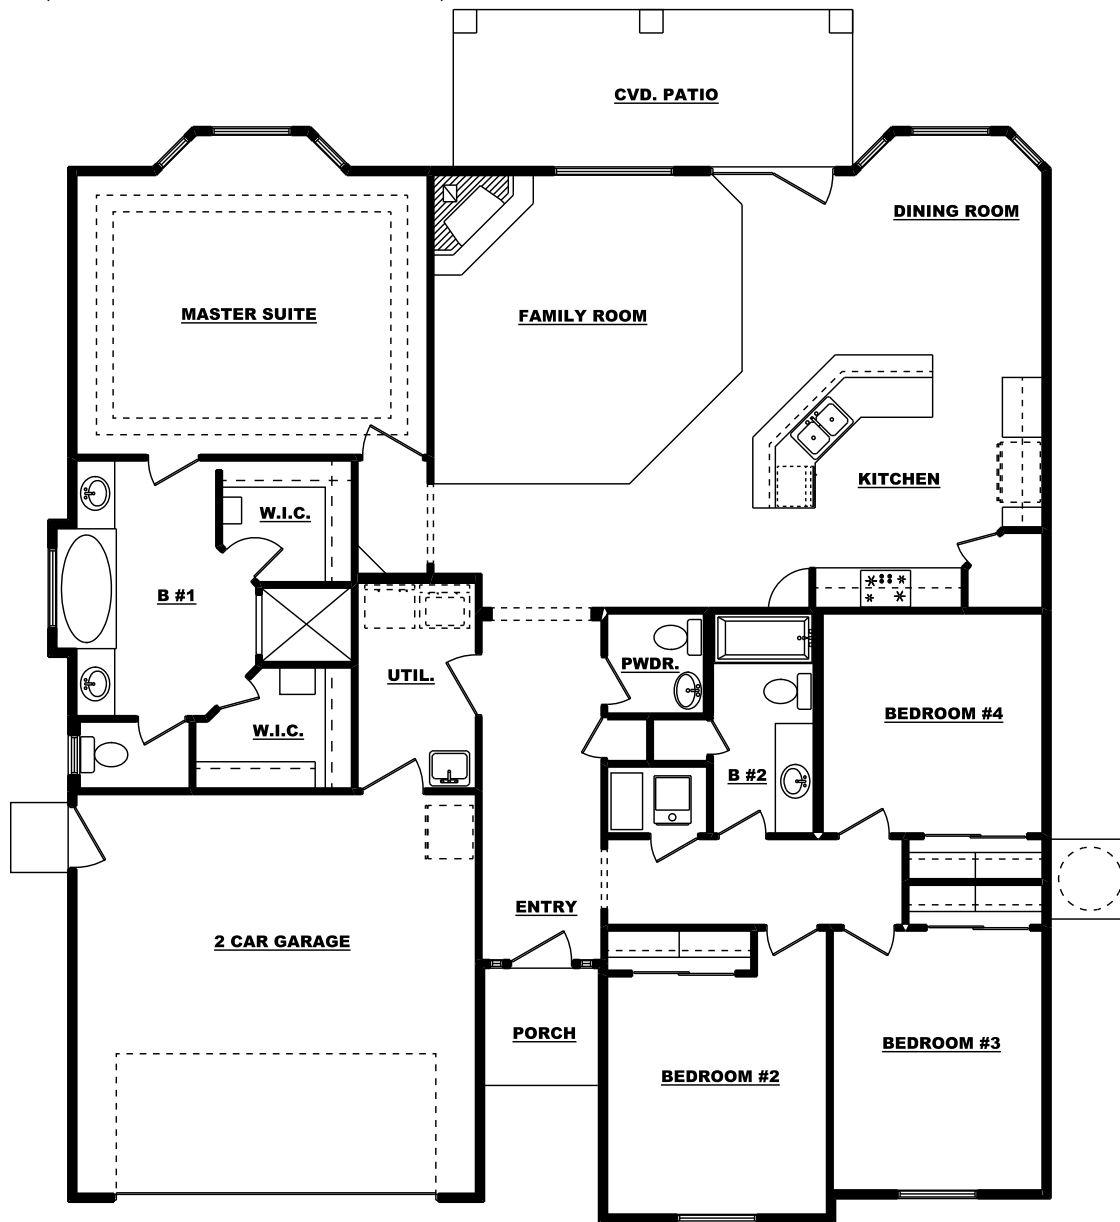 CVD. PATIO
DINING ROOM
MASTER SUITE
FAMILY ROOM
KITCHEN
W.I.C.
B #1
PWDR.
UTIL.
BEDROOM #4
W.I.C.
B #2
ENTRY
2 CAR GARAGE
PORCH
BEDROOM #3
BEDROOM #2